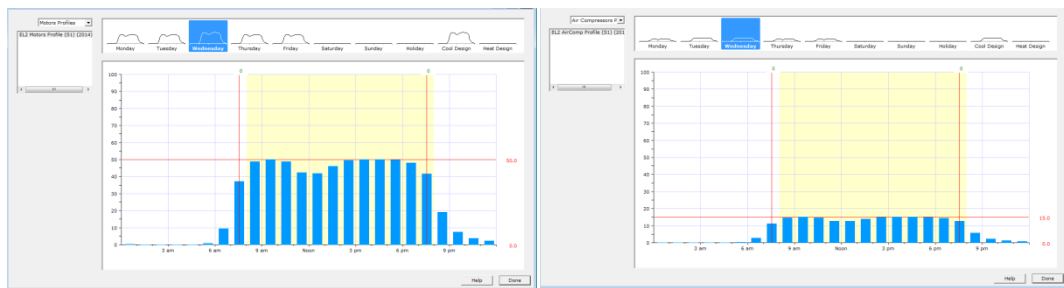 Motors Profiles
EL2 Motors Profile (S1) (2014)
Monday Tuesday Wednesday Thursday Friday Saturday Sunday Holiday Cool Design Heat Design
0 0
100
90
80
70
60
50 50.0
40
30
20
10
0 0.0
3 am 6 am 9 am Noon 3 pm 6 pm 9 pm
Help Done
Air Compressors P
EL2 AirComp Profile (S1) (201
Monday Tuesday Wednesday Thursday Friday Saturday Sunday Holiday Cool Design Heat Design
0 0
100
90
80
70
60
50
40
30
20
15.0
10
0 0.0
3 am 6 am 9 am Noon 3 pm 6 pm 9 pm
Help Done